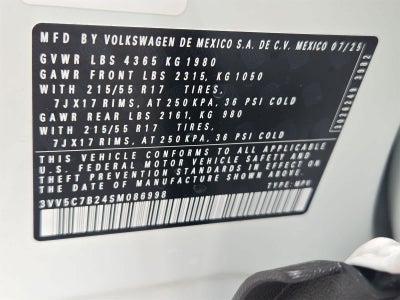 MFD BY VOLKSWAGEN DE MEXICO S.A. DE C.V. MEXICO 07/25
GVWR LBS 4365 KG 1980
GAWR FRONT LBS 2315, KG 1050
WITH 215/55 R17 TIRES,
7JX17 RIMS, AT 250 KPA, 36 PSI COLD
GAWR REAR LBS 2161, KG 980
WITH 215/55 R17 TIRES,
7JX17 RIMS, AT 250 KPA, 36 PSI COLD
THIS VEHICLE CONFORMS TO ALL APPLICABLE
U.S. FEDERAL MOTOR VEHICLE SAFETY AND
THEFT PREVENTION STANDARDS IN EFFECT ON
THE DATE OF MANUFACTURE SHOWN ABOVE.
3VV5C7B24SM086998
TYPE: MPV